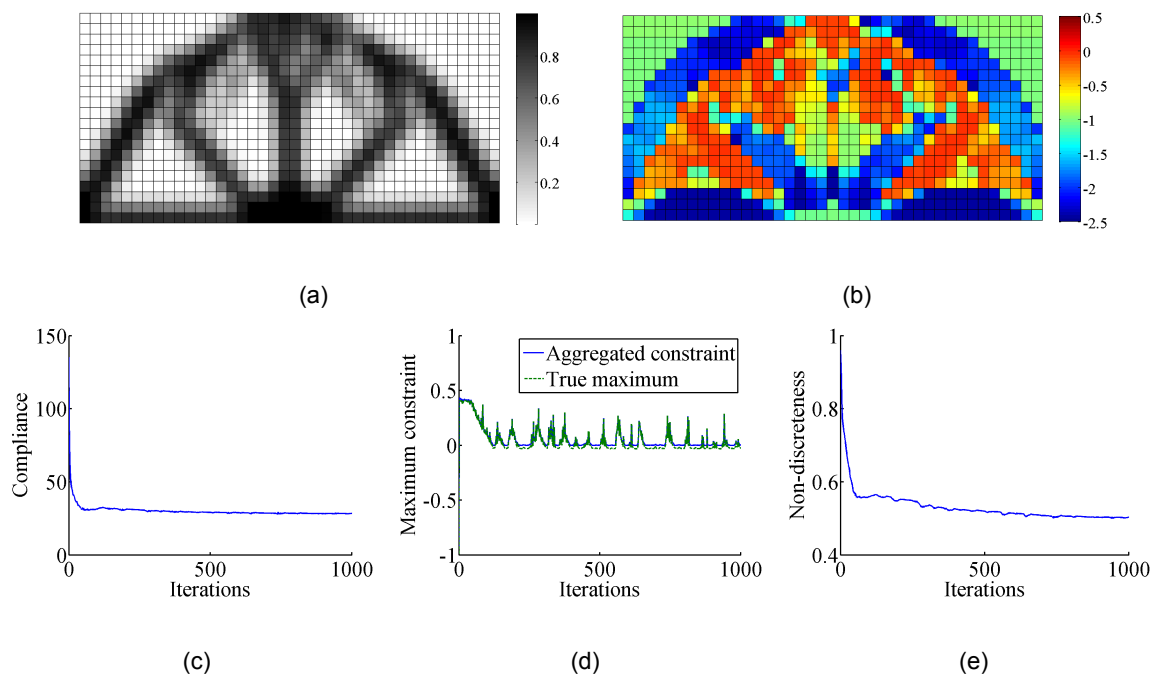 0.8
0.6
0.4
0.2
0.5
0
-0.5
-1
-1.5
-2
-2.5
(a)
(b)
150
100
50
0
Compliance
0
500
1000
Iterations
1
0.5
0
-0.5
-1
Maximum constraint
Aggregated constraint
True maximum
0
500
1000
Iterations
1
0.8
0.6
0.4
Non-discreteness
0
500
1000
Iterations
(c)
(d)
(e)